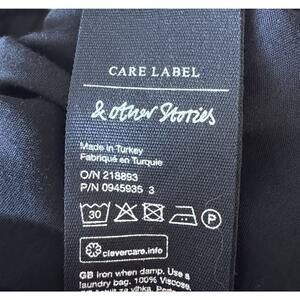 CARE LABEL
& Other Stories
Made in Turkey
Fabriqué en Turquie
O/N 218893
P/N 0945935 3
30
P
clevercare.info
GB Iron when damp. Use a
laundry bag. 100% Viscose.